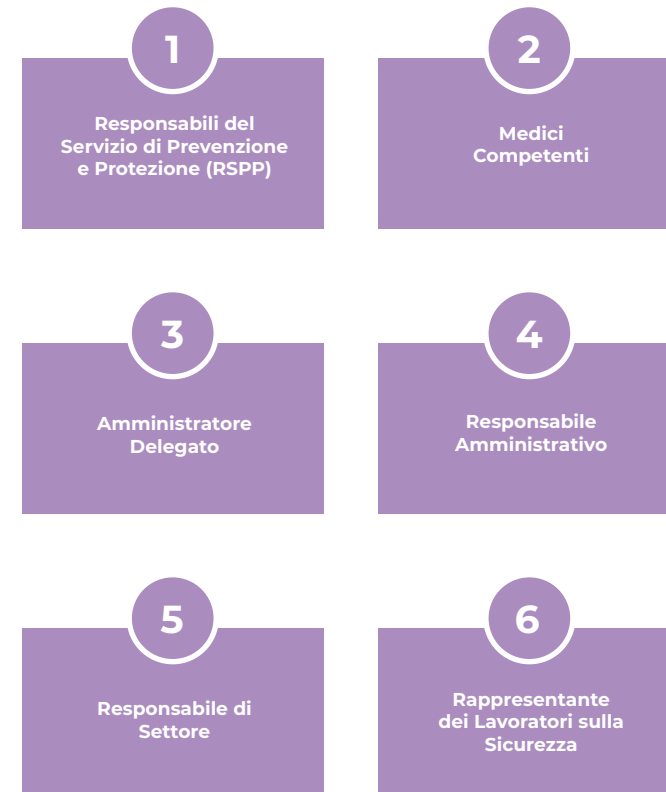 1
Responsabili del
Servizio di Prevenzione
e Protezione (RSPP)
2
Medici
Competenti
3
Amministratore
Delegato
4
Responsabile
Amministrativo
5
Responsabile di
Settore
6
Rappresentante
dei Lavoratori sulla
Sicurezza